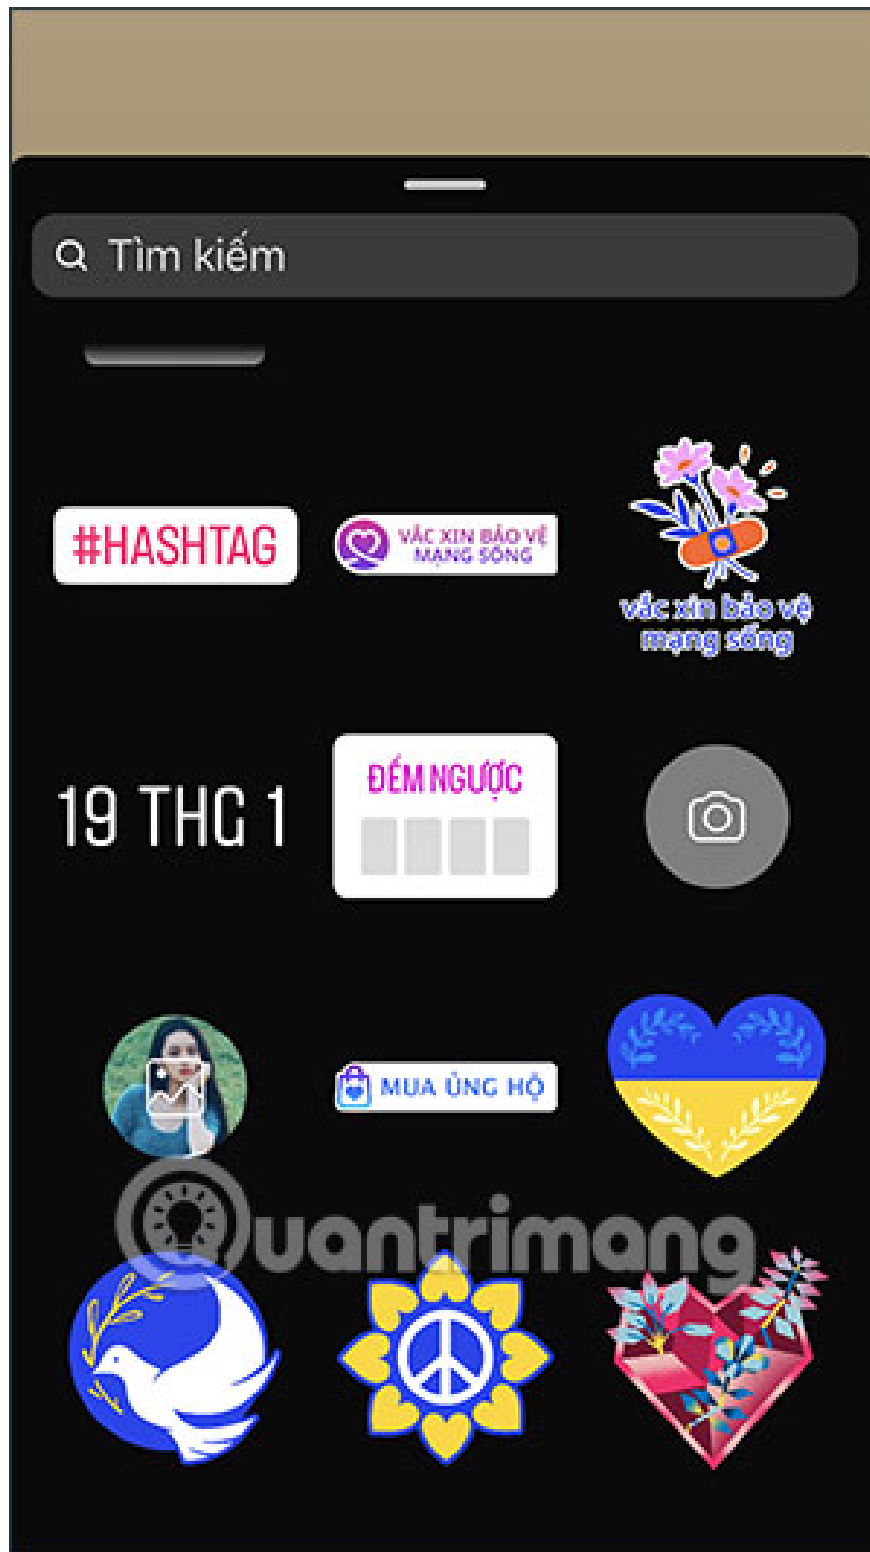 Tìm kiếm
#HASHTAG
VẮC XIN BẢO VỆ
MẠNG SỐNG
vắc xin bảo vệ
mạng sống
19 THG 1
ĐẾM NGƯỢC
MUA ỦNG HỘ
Quantrimang